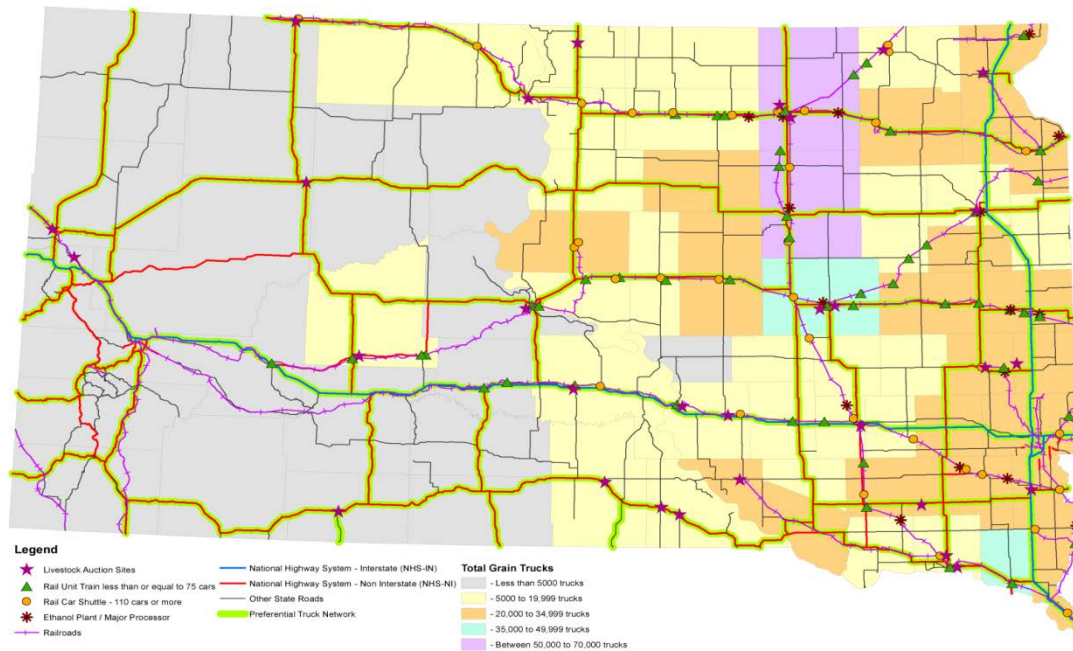 Legend
Livestock Auction Sites
Rail Unit Train less than or equal to 75 cars
Rail Car Shuttle - 110 cars or more
Ethanol Plant / Major Processor
Railroads
National Highway System - Interstate (NHS-IN)
National Highway System - Non Interstate (NHS-NI)
Other State Roads
Preferential Truck Network
Total Grain Trucks
- Less then 5000 trucks
- 5000 to 19,999 trucks
- 20,000 to 34,999 trucks
- 35,000 to 49,999 trucks
- Between 50,000 to 70,000 trucks